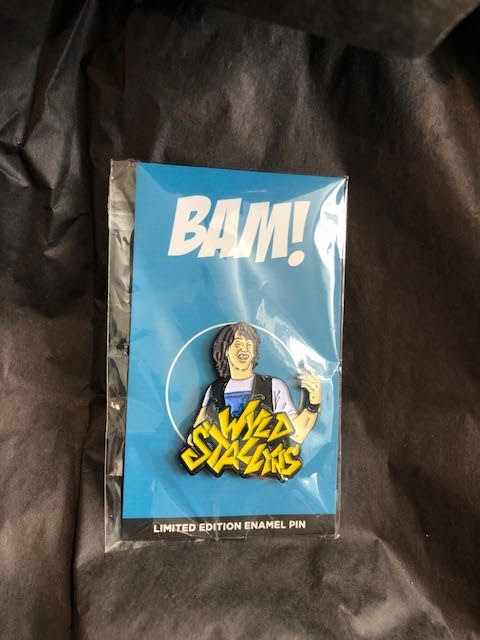 BAM!
WYLD
STALLYNS
LIMITED EDITION ENAMEL PIN